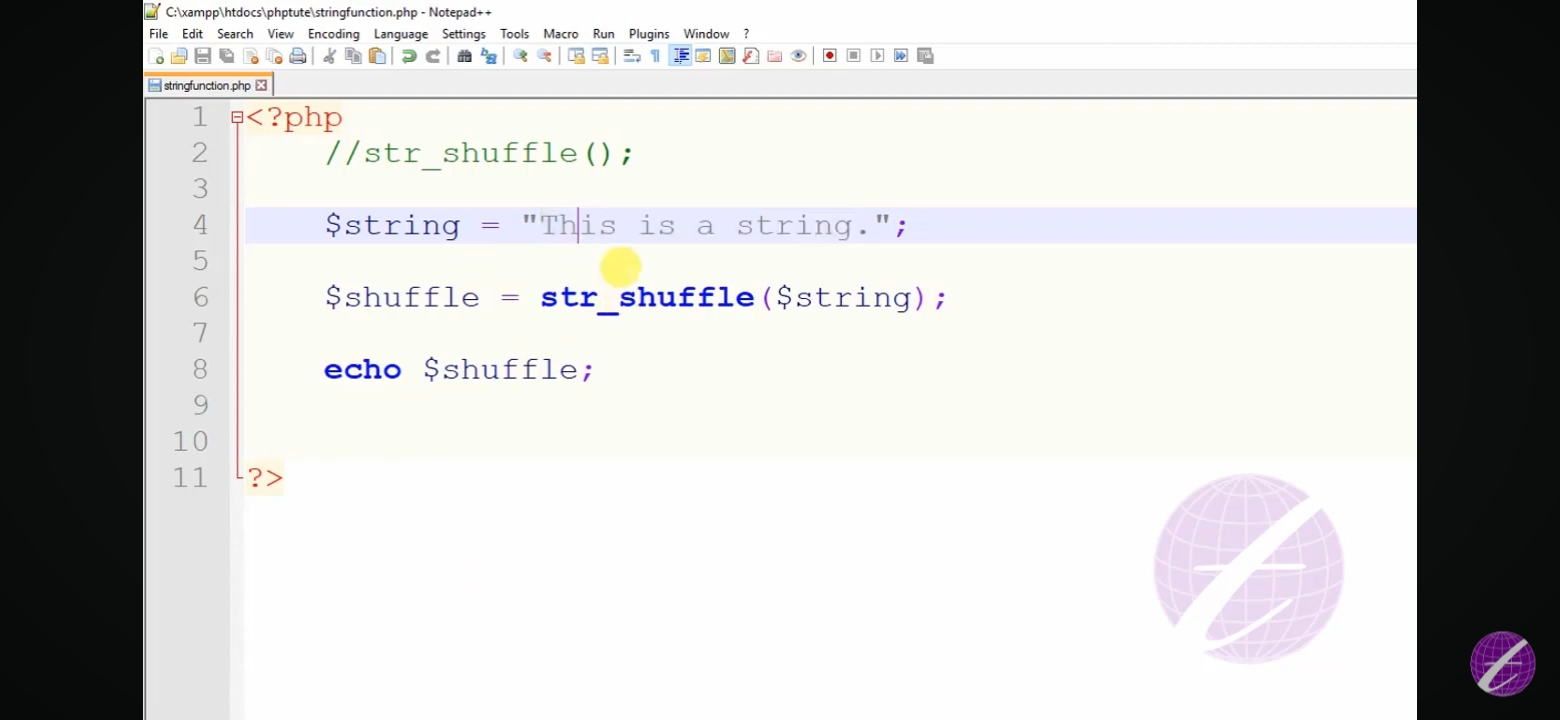 C:\xampp\htdocs\phptute\stringfunction.php - Notepad++
File Edit Search View Encoding Language Settings Tools Macro Run Plugins Window ?
stringfunction.php
1 <?php
2 //str_shuffle();
3
4 $string = "This is a string.";
5
6 $shuffle = str_shuffle($string);
7
8 echo $shuffle;
9
10
11 ?>